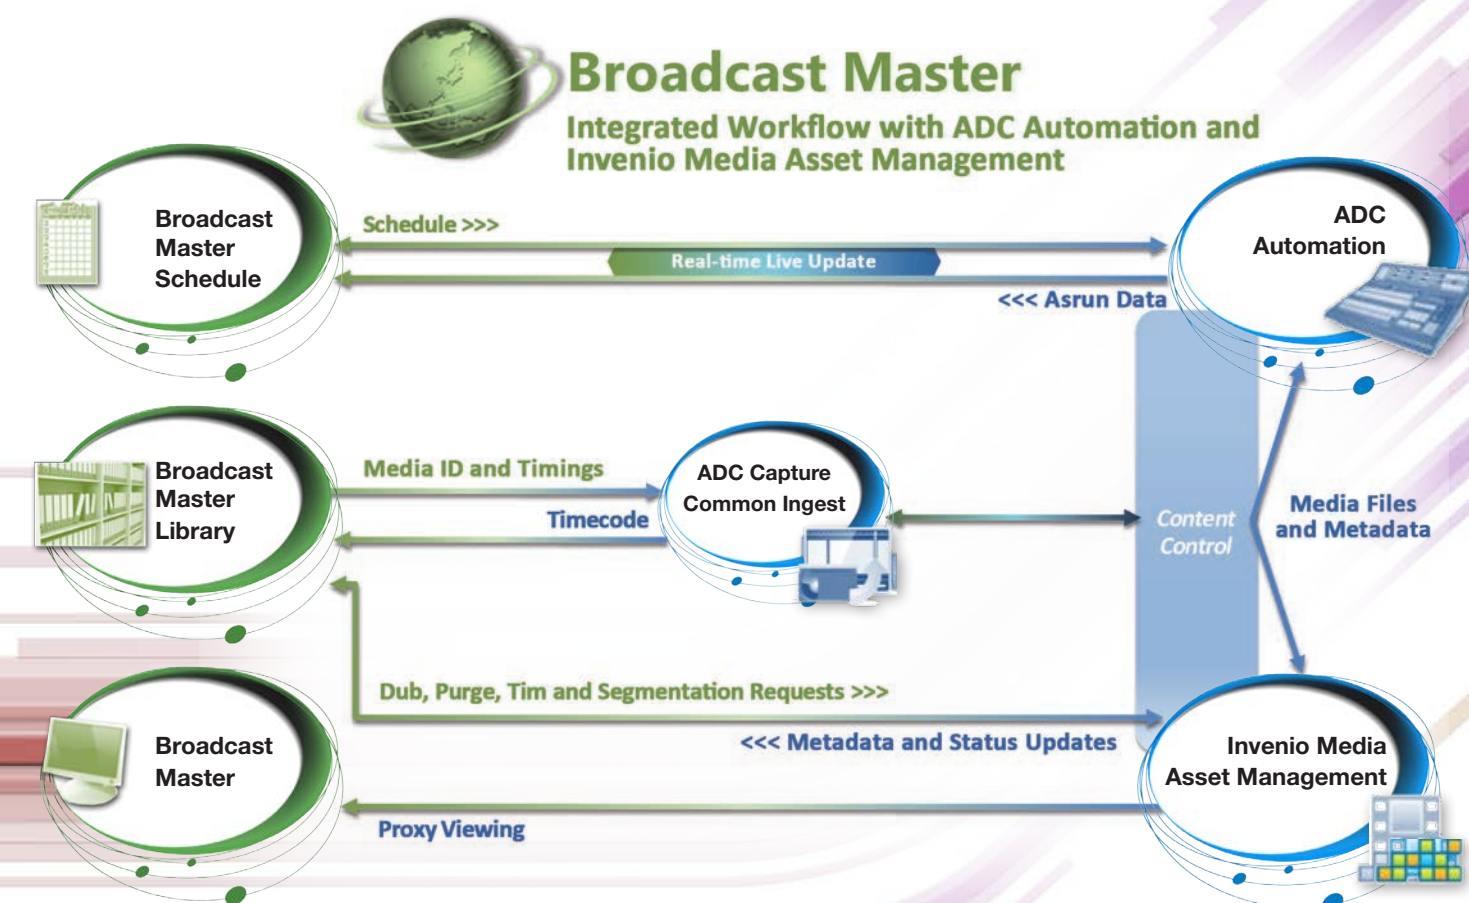 Broadcast Master
Integrated Workflow with ADC Automation and
Invenio Media Asset Management
Broadcast
Master
Schedule
Schedule >>>
Real-time Live Update
<<< Asrun Data
ADC
Automation
Broadcast
Master
Library
Media ID and Timings
Timecode
ADC Capture
Common Ingest
Content
Control
Media Files
and Metadata
Dub, Purge, Tim and Segmentation Requests >>>
<<< Metadata and Status Updates
Broadcast
Master
Proxy Viewing
Invenio Media
Asset Management